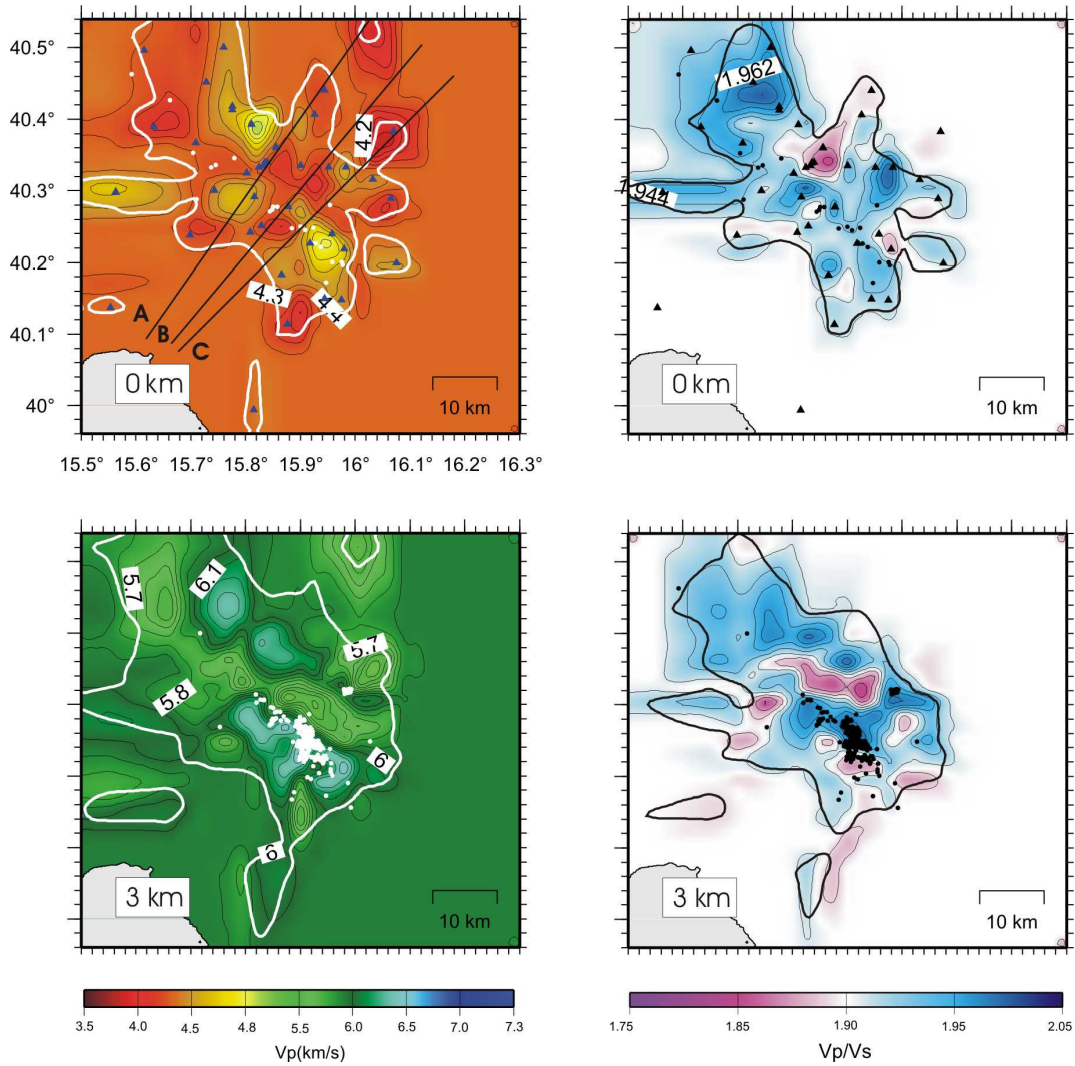 40.5°
40.4°
40.3°
40.2°
40.1°
40°
4.2
4.3
4.4
A
B
C
0 km
10 km
15.5° 15.6° 15.7° 15.8° 15.9° 16° 16.1° 16.2° 16.3°
1.962
1.944
0 km
10 km
5.7
6.1
5.7
5.8
6
6
3 km
10 km
3 km
10 km
3.5 4.0 4.5 4.8 5.5 6.0 6.5 7.0 7.3
Vp(km/s)
1.75 1.85 1.90 1.95 2.05
Vp/Vs